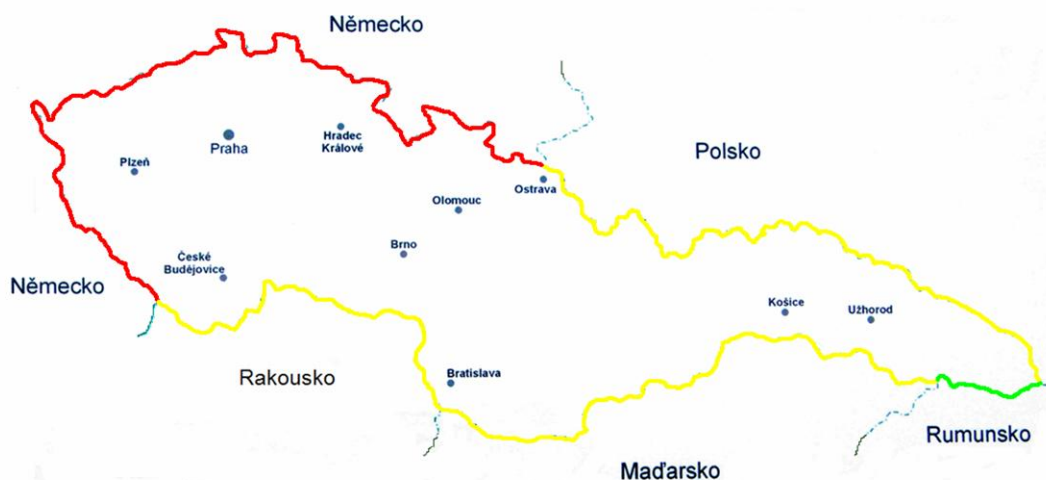 Německo
Hradec
Králové
Praha
Plzeň
Polsko
Ostrava
Olomouc
Brno
České
Budějovice
Německo
Košice
Užhorod
Rakousko
Bratislava
Rumunsko
Maďarsko